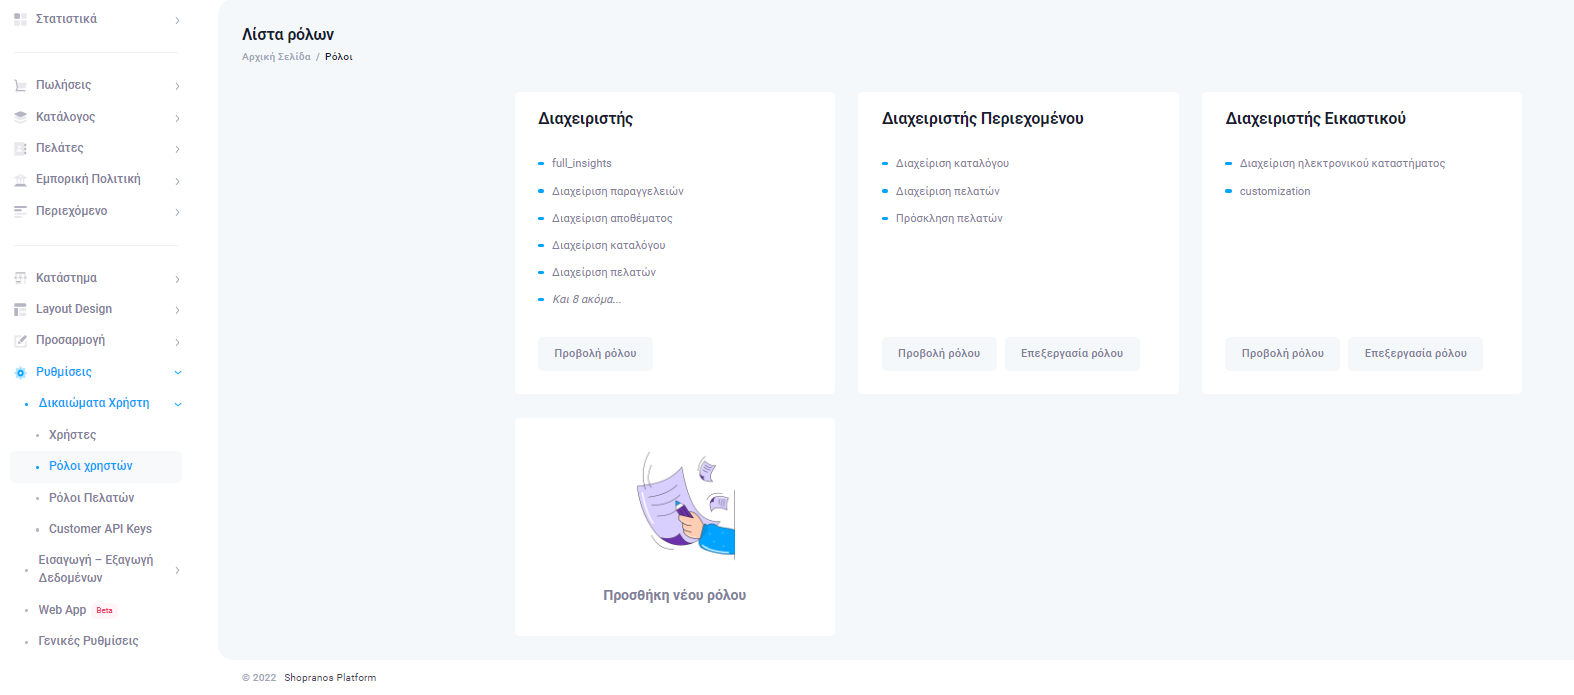 Στατιστικά
Πωλήσεις
Κατάλογος
Πελάτες
Εμπορική Πολιτική
Περιεχόμενο
Κατάστημα
Layout Design
Προσαρμογή
Ρυθμίσεις
Δικαιώματα Χρήστη
Χρήστες
Ρόλοι χρηστών
Ρόλοι Πελατών
Customer API Keys
Εισαγωγή – Εξαγωγή
Δεδομένων
Web App Beta
Γενικές Ρυθμίσεις
Λίστα ρόλων
Αρχική Σελίδα / Ρόλοι
Διαχειριστής
full_insights
Διαχείριση παραγγελειών
Διαχείριση αποθέματος
Διαχείριση καταλόγου
Διαχείριση πελατών
Και 8 ακόμα...
Προβολή ρόλου
Διαχειριστής Περιεχομένου
Διαχείριση καταλόγου
Διαχείριση πελατών
Πρόσκληση πελατών
Προβολή ρόλου Επεξεργασία ρόλου
Διαχειριστής Εικαστικού
Διαχείριση ηλεκτρονικού καταστήματος
customization
Προβολή ρόλου Επεξεργασία ρόλου
Προσθήκη νέου ρόλου
© 2022 Shopranos Platform